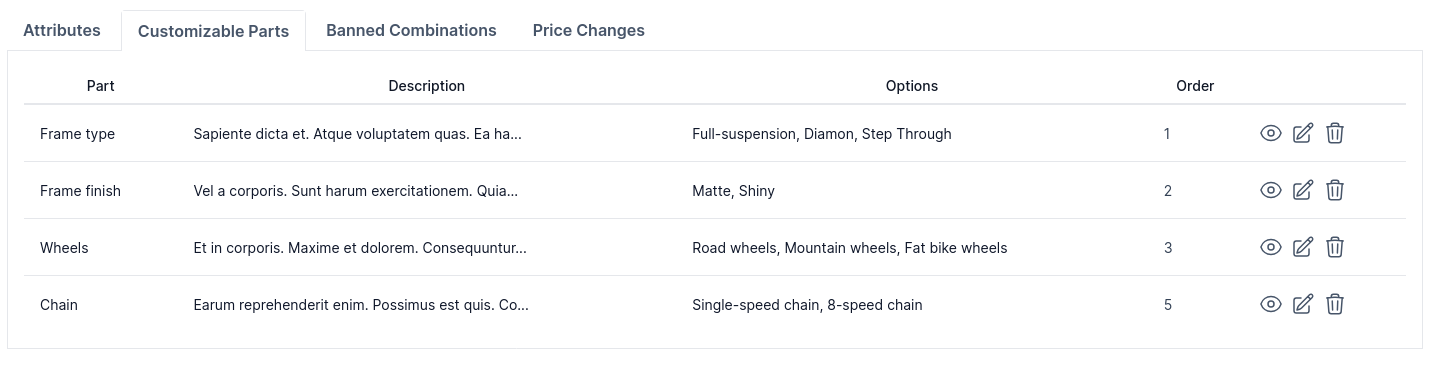 Attributes Customizable Parts Banned Combinations Price Changes
Part Description Options Order
Frame type Sapiente dicta et. Atque voluptatem quas. Ea ha... Full-suspension, Diamon, Step Through 1
Frame finish Vel a corporis. Sunt harum exercitationem. Quia... Matte, Shiny 2
Wheels Et in corporis. Maxime et dolorem. Consequuntur... Road wheels, Mountain wheels, Fat bike wheels 3
Chain Earum reprehenderit enim. Possimus est quis. Co... Single-speed chain, 8-speed chain 5